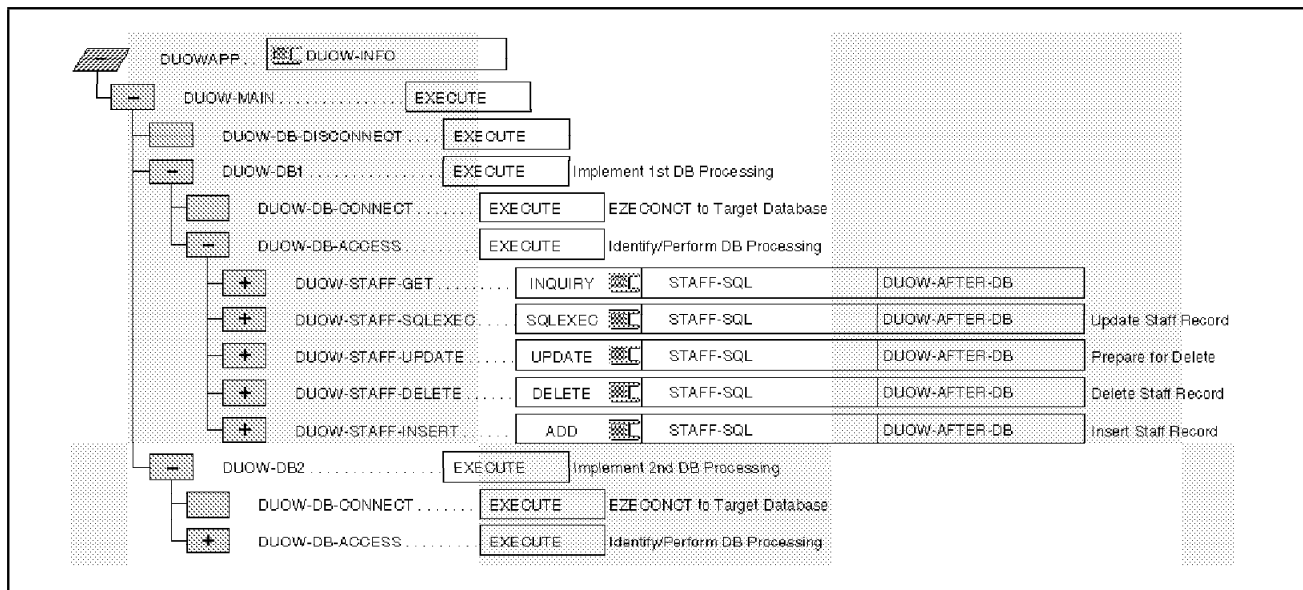 DUOWAPP . . DUOW-INFO
DUOW-MAIN . . . . . . . . . . . . . . . EXECUTE
DUOW-DB-DISCONNECT . . . . EXECUTE
DUOW-DB1 . . . . . . . . . . . . . . . . EXECUTE Implement 1st DB Processing
DUOW-DB-CONNECT . . . . . . . EXECUTE EZECONCT to Target Database
DUOW-DB-ACCESS . . . . . . . . EXECUTE Identify/Perform DB Processing
DUOW-STAFF-GET . . . . . . . . . INQUIRY STAFF-SQL DUOW-AFTER-DB
DUOW-STAFF-SQLEXEC . . . . SQLEXEC STAFF-SQL DUOW-AFTER-DB Update Staff Record
DUOW-STAFF-UPDATE . . . . . UPDATE STAFF-SQL DUOW-AFTER-DB Prepare for Delete
DUOW-STAFF-DELETE . . . . . DELETE STAFF-SQL DUOW-AFTER-DB Delete Staff Record
DUOW-STAFF-INSERT . . . . . . ADD STAFF-SQL DUOW-AFTER-DB Insert Staff Record
DUOW-DB2 . . . . . . . . . . . . . . . . EXECUTE Implement 2nd DB Processing
DUOW-DB-CONNECT . . . . . . . EXECUTE EZECONCT to Target Database
DUOW-DB-ACCESS . . . . . . . . EXECUTE Identify/Perform DB Processing